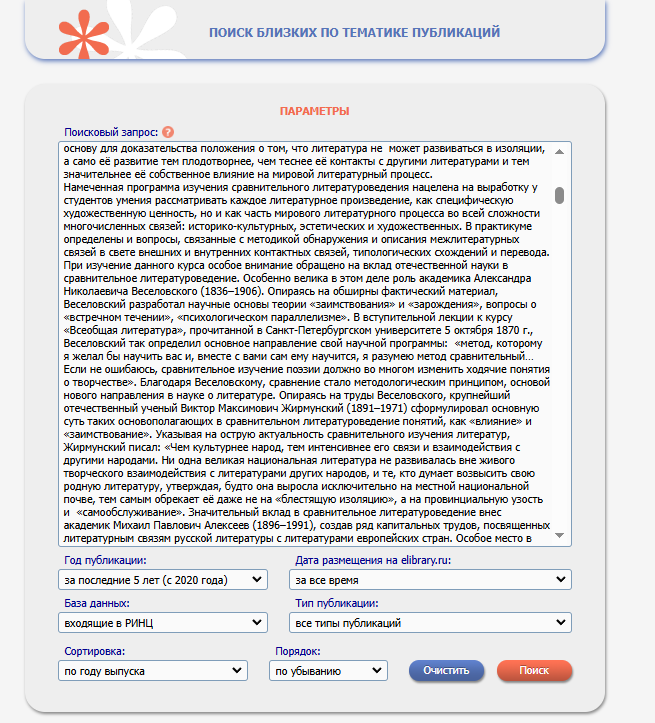 ПОИСК БЛИЗКИХ ПО ТЕМАТИКЕ ПУБЛИКАЦИЙ
ПАРАМЕТРЫ
Поисковый запрос: ?
основу для доказательства положения о том, что литература не может развиваться в изоляции,
а само её развитие тем плодотворнее, чем теснее её контакты с другими литературами и тем
значительнее её собственное влияние на мировой литературный процесс.
Намеченная программа изучения сравнительного литературоведения нацелена на выработку у
студентов умения рассматривать каждое литературное произведение, как специфическую
художественную ценность, но и как часть мирового литературного процесса во всей сложности
многочисленных связей: историко-культурных, эстетических и художественных. В практикуме
определены и вопросы, связанные с методикой обнаружения и описания межлитературных
связей в свете внешних и внутренних контактных связей, типологических схождений и перевода.
При изучении данного курса особое внимание обращено на вклад отечественной науки в
сравнительное литературоведение. Особенно велика в этом деле роль академика Александра
Николаевича Веселовского (1836–1906). Опираясь на обширны фактический материал,
Веселовский разработал научные основы теории «заимствования» и «зарождения», вопросы о
«встречном течении», «психологическом параллелизме». В вступительной лекции к курсу
«Всеобщая литература», прочитанной в Санкт-Петербургском университете 5 октября 1870 г.,
Веселовский так определил основное направление свой научной программы: «метод, которому
я желал бы научить вас и, вместе с вами сам ему научится, я разумею метод сравнительный…
Если не ошибаюсь, сравнительное изучение поэзии должно во многом изменить ходячие понятия
о творчестве». Благодаря Веселовскому, сравнение стало методологическим принципом, основой
нового направления в науке о литературе. Опираясь на труды Веселовского, крупнейший
отечественный ученый Виктор Максимович Жирмунский (1891–1971) сформулировал основную
суть таких основополагающих в сравнительном литературоведение понятий, как «влияние» и
«заимствование». Указывая на острую актуальность сравнительного изучения литератур,
Жирмунский писал: «Чем культурнее народ, тем интенсивнее его связи и взаимодействия с
другими народами. Ни одна великая национальная литература не развивалась вне живого
творческого взаимодействия с литературами других народов, и те, кто думает возвысить свою
родную литературу, утверждая, будто она выросла исключительно на местной национальной
почве, тем самым обрекает её даже не на «блестящую изоляцию», а на провинциальную узость
и «самообслуживание». Значительный вклад в сравнительное литературоведение внес
академик Михаил Павлович Алексеев (1896–1991), создав ряд капитальных трудов, посвященных
литературным связям русской литературы с литературами европейских стран. Особое место в
Год публикации: Дата размещения на elibrary.ru:
за последние 5 лет (с 2020 года) за все время
База данных: Тип публикации:
входящие в РИНЦ все типы публикаций
Сортировка: Порядок:
по году выпуска по убыванию Очистить Поиск